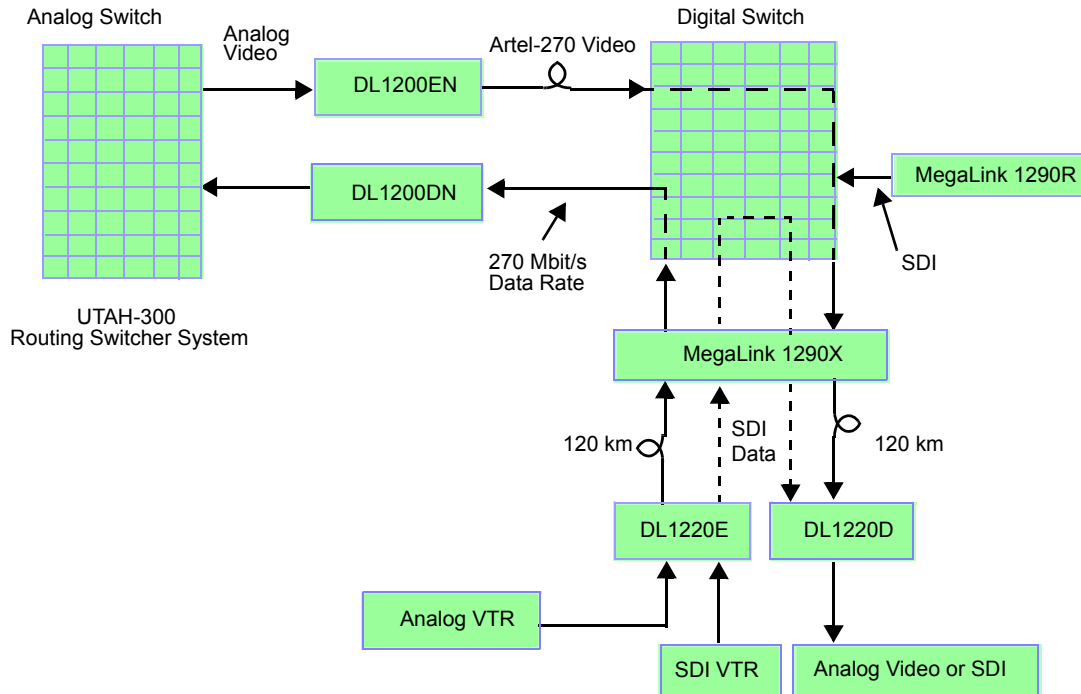 Analog Switch
Digital Switch
Analog
Video
Artel-270 Video
DL1200EN
DL1200DN
MegaLink 1290R
270 Mbit/s
Data Rate
SDI
UTAH-300
Routing Switcher System
MegaLink 1290X
120 km
SDI
Data
120 km
DL1220E
DL1220D
Analog VTR
SDI VTR
Analog Video or SDI